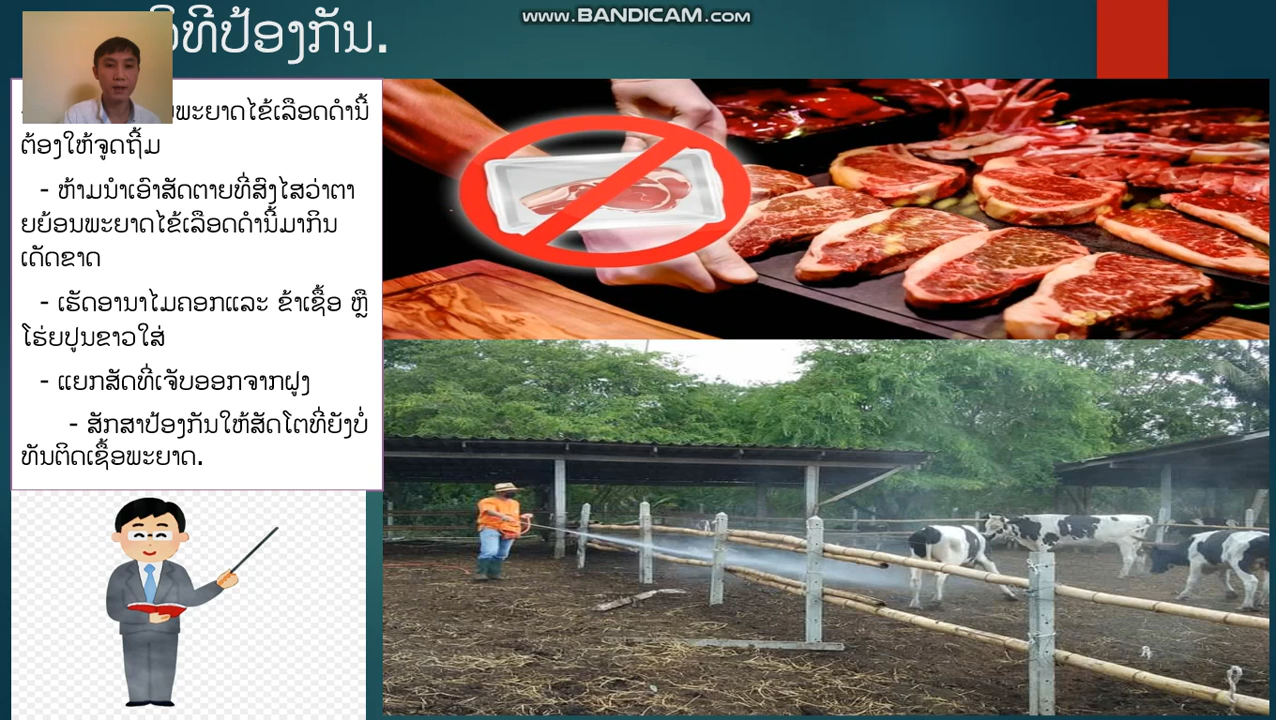 WWW.BANDICAM.COM
ວິທີປ້ອງກັນ.
ພະຍາດໄຂ້ເລືອດດຳນີ້
ຕ້ອງໃຫ້ຈູດຖິ້ມ
- ຫ້າມນຳເອົາສັດຕາຍທີ່ສົງໄສວ່າຕາ
ຍຍ້ອນພະຍາດໄຂ້ເລືອດດຳນີ້ມາກິນ
ເດັດຂາດ
- ເຮັດອານາໄມຄອກແລະ ຂ້າເຊື້ອ ຫຼື
ໂຮ່ຍປູນຂາວໃສ່
- ແຍກສັດທີ່ເຈັບອອກຈາກຝູງ
- ສັກສາປ້ອງກັນໃຫ້ສັດໂຕທີ່ຍັງບໍ່
ທັນຕິດເຊື້ອພະຍາດ.